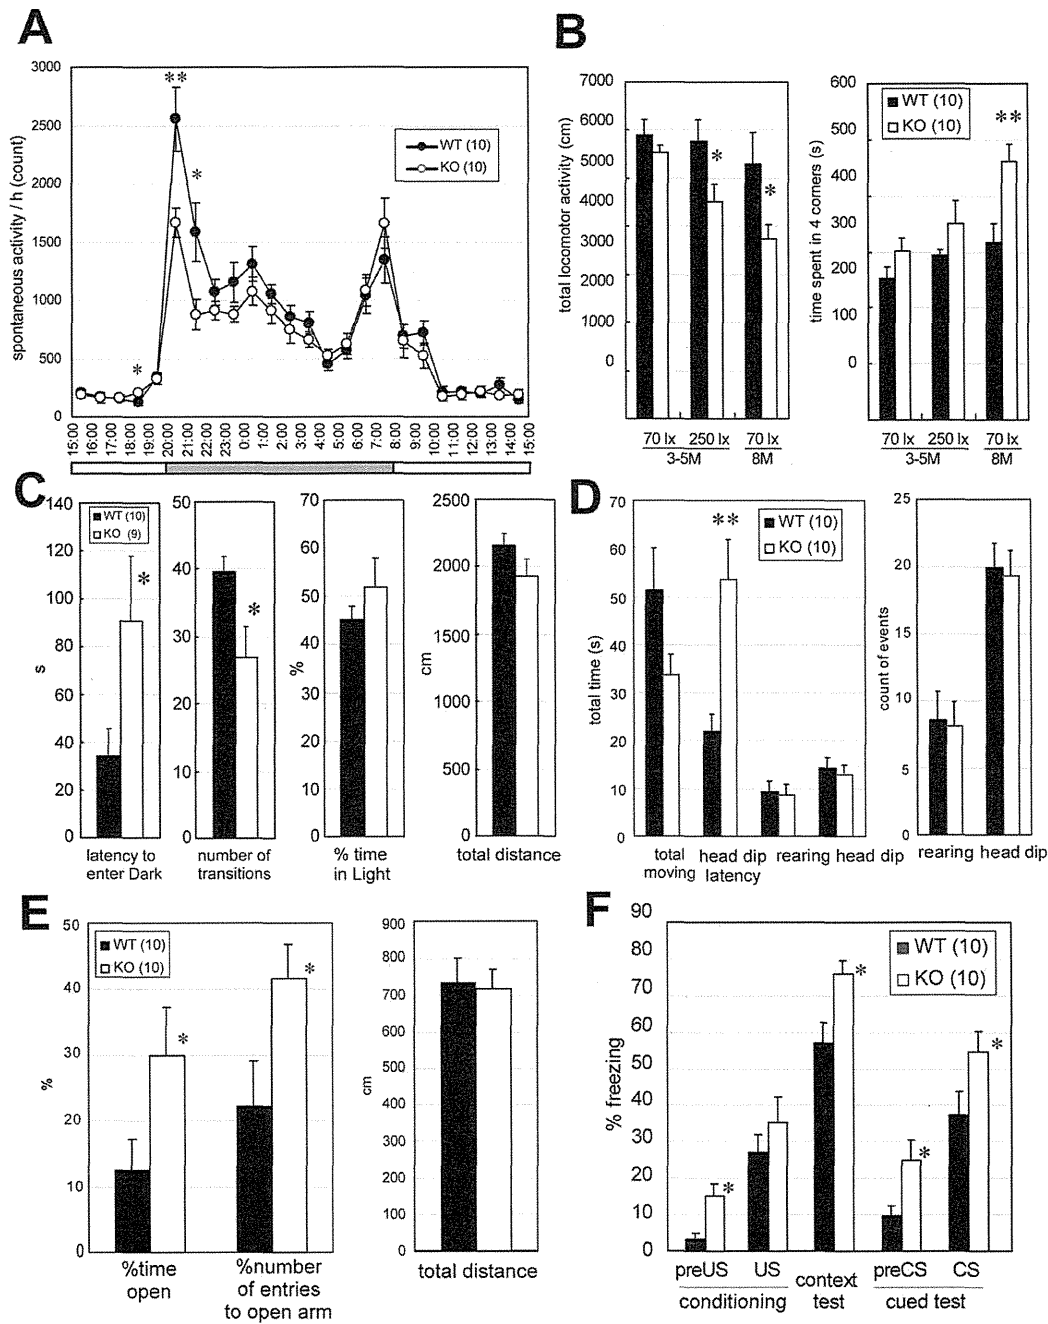 A
3000
2500
2000
1500
1000
500
0
spontaneous activity / h (count)
**
*
*
WT (10)
KO (10)
15:00
16:00
17:00
18:00
19:00
20:00
21:00
22:00
23:00
0:00
1:00
2:00
3:00
4:00
5:00
6:00
7:00
8:00
9:00
10:00
11:00
12:00
13:00
14:00
15:00
B
7000
6000
5000
4000
3000
2000
1000
0
total locomotor activity (cm)
*
*
70 lx 250 lx 70 lx
3-5M 8M
600
500
400
300
200
100
0
time spent in 4 corners (s)
WT (10)
KO (10)
**
70 lx 250 lx 70 lx
3-5M 8M
C
140
120
100
80
60
40
20
0
s
WT (10)
KO (9)
*
latency to
enter Dark
50
40
30
20
10
0
*
number of
transitions
70
60
50
40
30
20
10
0
%
% time
in Light
2500
2000
1500
1000
500
0
cm
total distance
D
70
60
50
40
30
20
10
0
total time (s)
**
WT (10)
KO (10)
total
moving
head dip
latency
rearing head dip
25
20
15
10
5
0
count of events
rearing head dip
E
50
40
30
20
10
0
%
WT (10)
KO (10)
*
*
%time
open
%number
of entries
to open arm
900
800
700
600
500
400
300
200
100
0
cm
total distance
F
90
80
70
60
50
40
30
20
10
0
% freezing
WT (10)
KO (10)
*
*
*
*
preUS US
conditioning
context
test
preCS CS
cued test